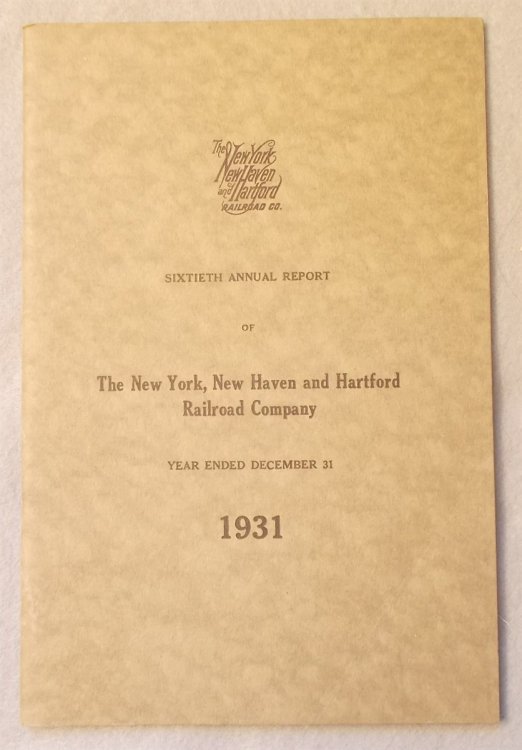 The New York
New Haven
and Hartford
RAILROAD CO.
SIXTIETH ANNUAL REPORT
OF
The New York, New Haven and Hartford
Railroad Company
YEAR ENDED DECEMBER 31
1931